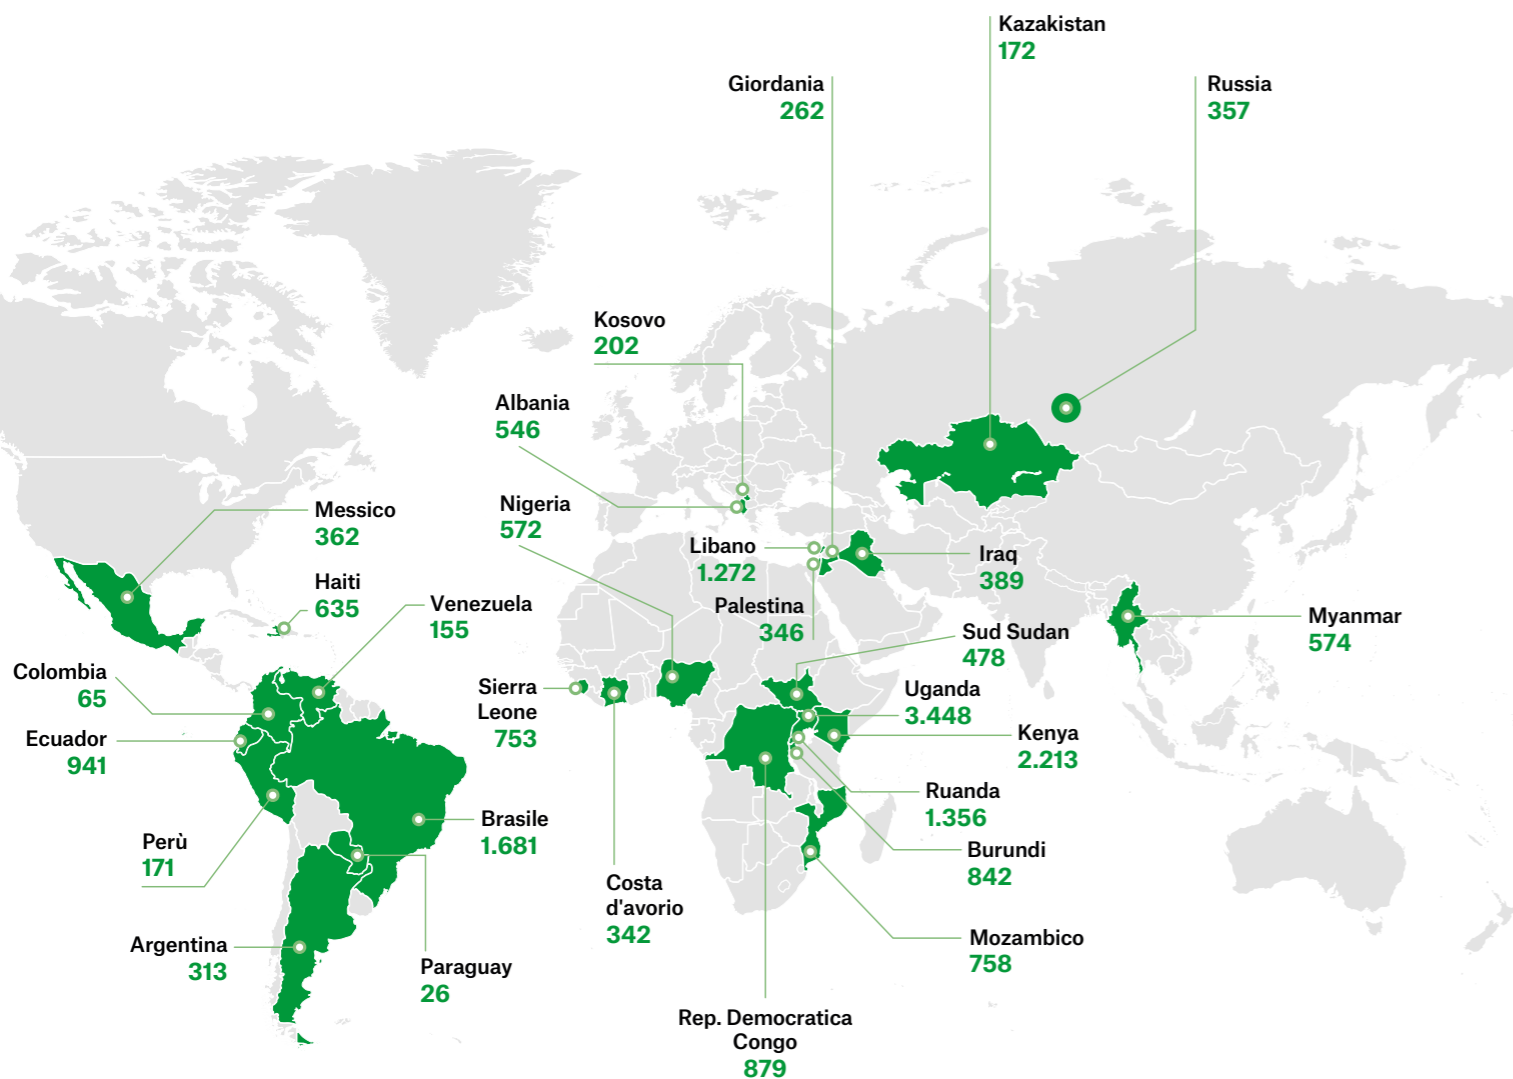 Kazakistan
172
Giordania
262
Russia
357
Kosovo
202
Albania
546
Nigeria
572
Messico
362
Haiti
635
Venezuela
155
Libano
1.272
Iraq
389
Palestina
346
Myanmar
574
Sud Sudan
478
Colombia
65
Sierra
Leone
753
Uganda
3.448
Ecuador
941
Kenya
2.213
Ruanda
1.356
Brasile
1.681
Perù
171
Burundi
842
Costa
d'avorio
342
Argentina
313
Paraguay
26
Mozambico
758
Rep. Democratica
Congo
879